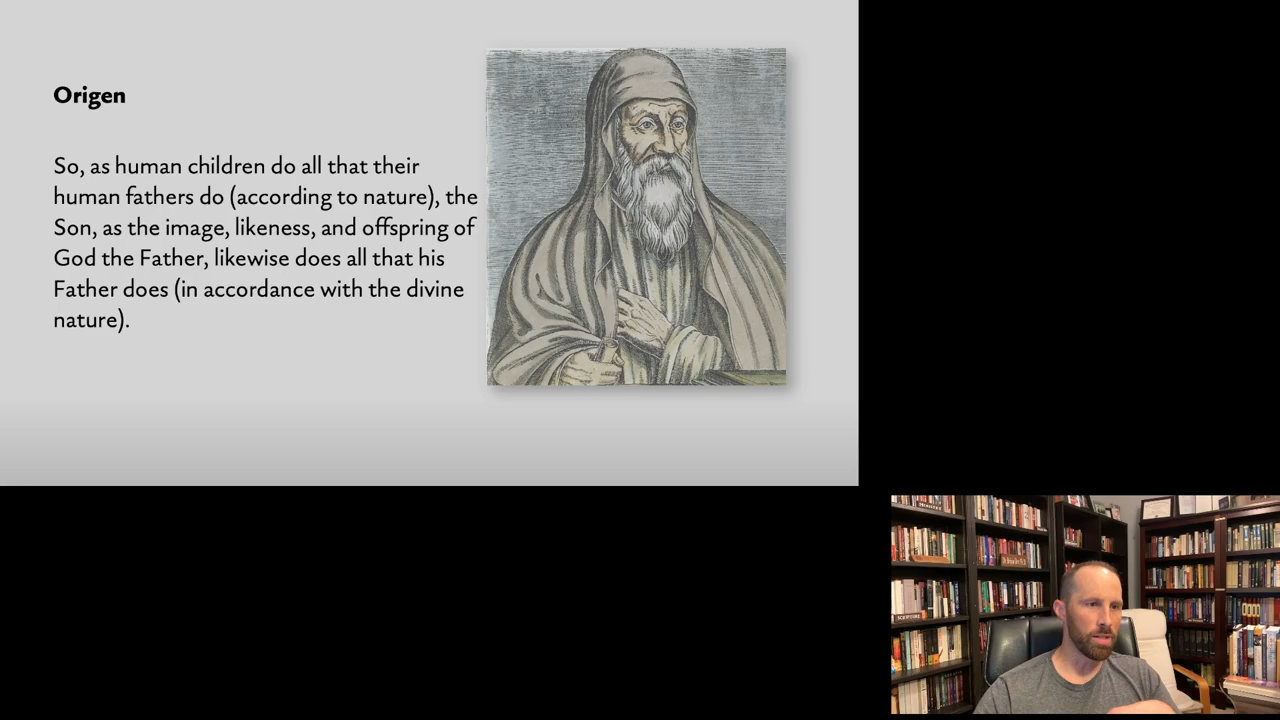 Origen
So, as human children do all that their
human fathers do (according to nature), the
Son, as the image, likeness, and offspring of
God the Father, likewise does all that his
Father does (in accordance with the divine
nature).